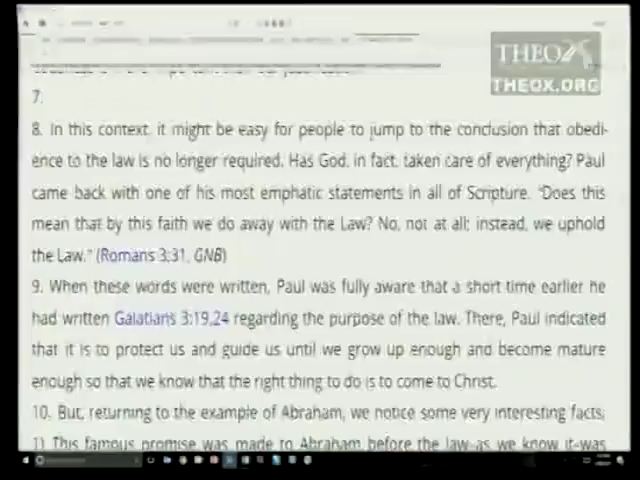 THEOX
THEOX.ORG
7.
8. In this context, it might be easy for people to jump to the conclusion that obedi-
ence to the law is no longer required. Has God, in fact, taken care of everything? Paul
came back with one of his most emphatic statements in all of Scripture. "Does this
mean that by this faith we do away with the Law? No, not at all; instead, we uphold
the Law." (Romans 3:31, GNB)
9. When these words were written, Paul was fully aware that a short time earlier he
had written Galatians 3:19,24 regarding the purpose of the law. There, Paul indicated
that it is to protect us and guide us until we grow up enough and become mature
enough so that we know that the right thing to do is to come to Christ.
10. But, returning to the example of Abraham, we notice some very interesting facts;
1) This famous promise was made to Abraham before the law-as we know it-was